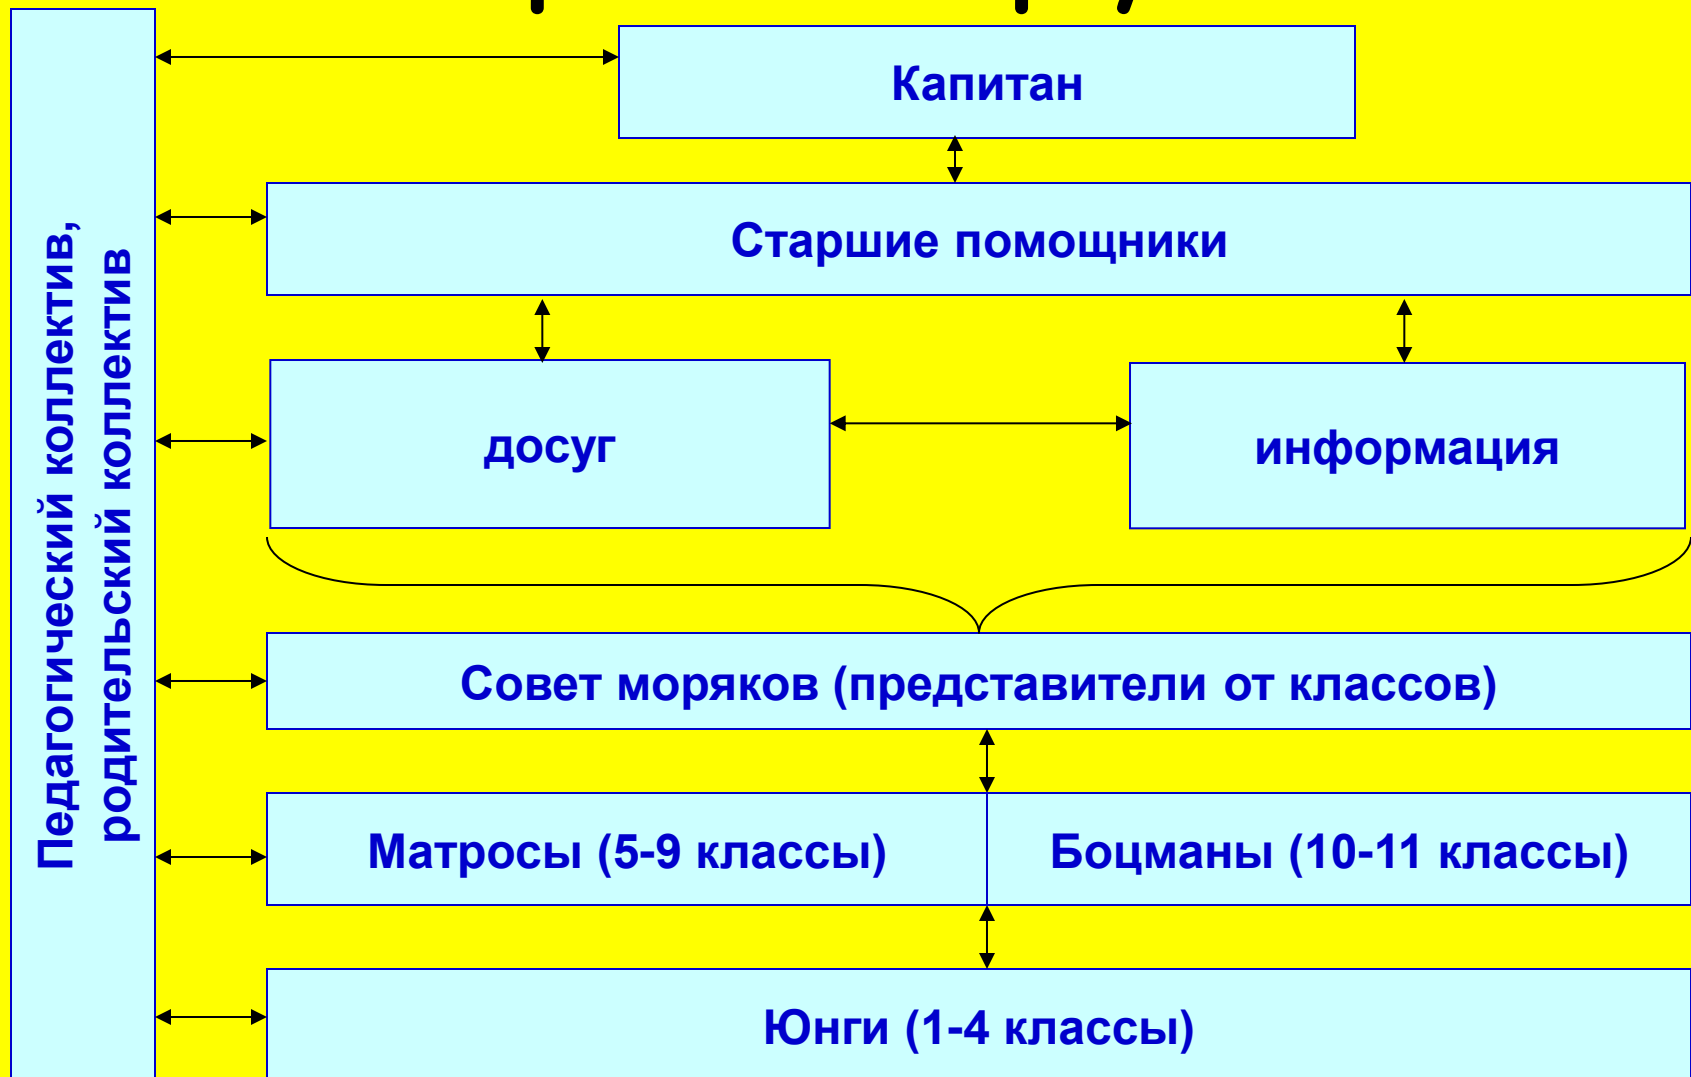 Капитан
Старшие помощники
досуг
информация
Совет моряков (представители от классов)
Матросы (5-9 классы)
Боцманы (10-11 классы)
Юнги (1-4 классы)
Педагогический коллектив,
родительский коллектив